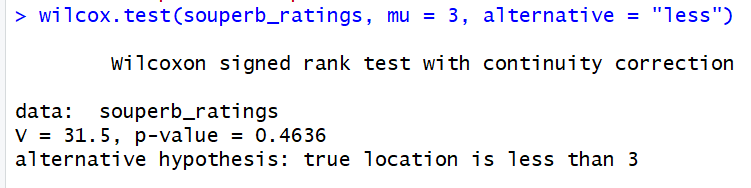 > wilcox.test(souperb_ratings, mu = 3, alternative = "less")
Wilcoxon signed rank test with continuity correction
data:  souperb_ratings
V = 31.5, p-value = 0.4636
alternative hypothesis: true location is less than 3